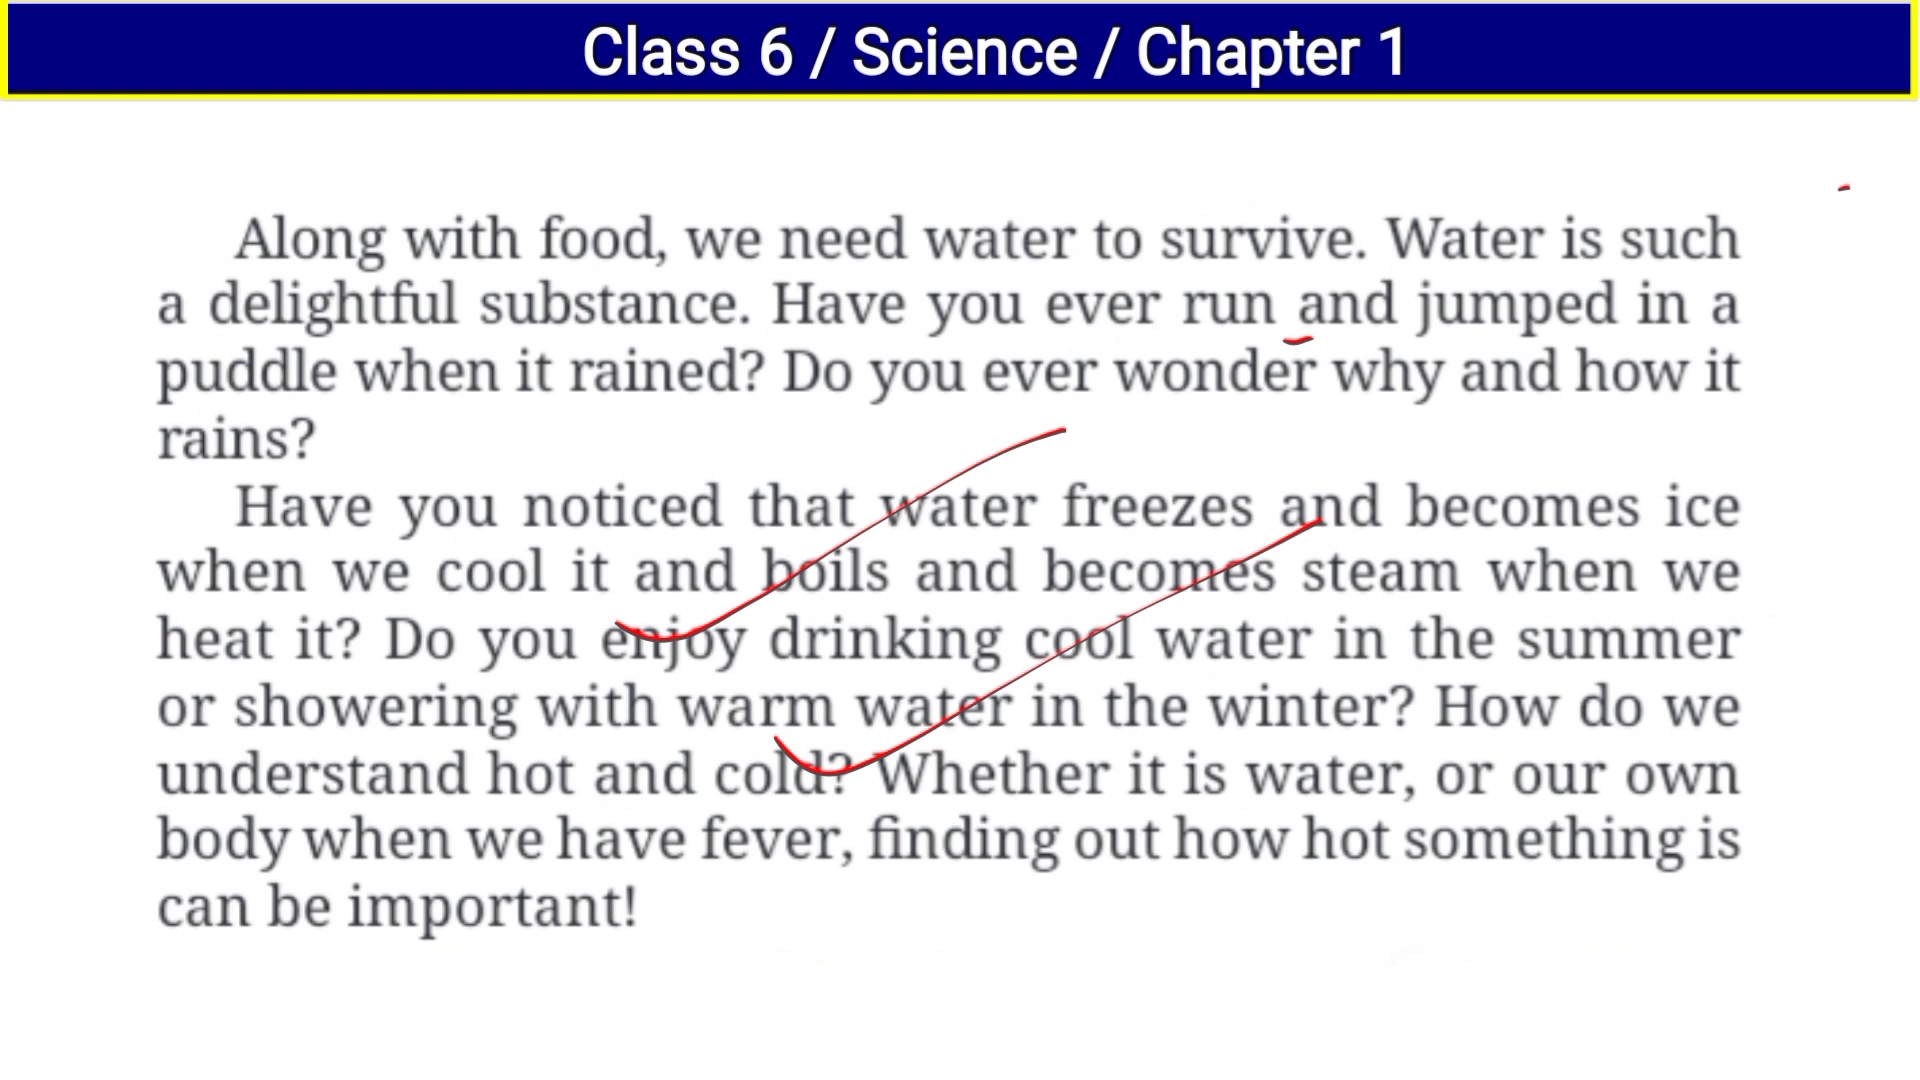 Class 6 / Science / Chapter 1
Along with food, we need water to survive. Water is such
a delightful substance. Have you ever run and jumped in a
puddle when it rained? Do you ever wonder why and how it
rains?
Have you noticed that water freezes and becomes ice
when we cool it and boils and becomes steam when we
heat it? Do you enjoy drinking cool water in the summer
or showering with warm water in the winter? How do we
understand hot and cold? Whether it is water, or our own
body when we have fever, finding out how hot something is
can be important!